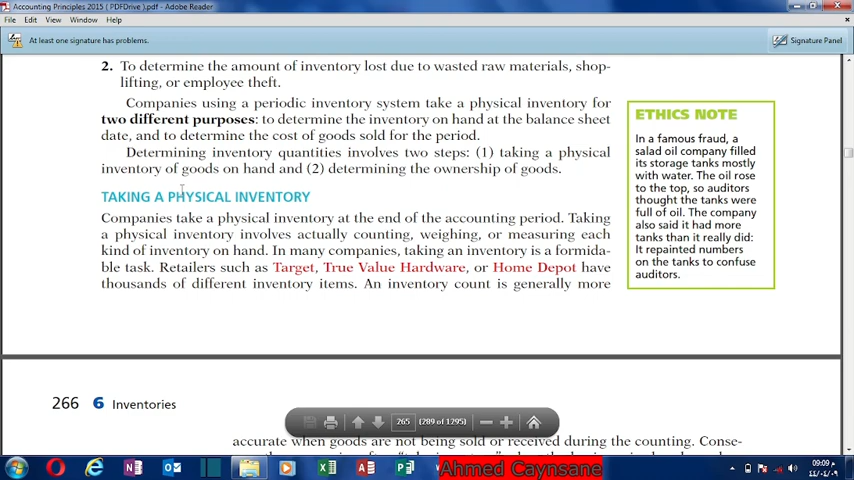 Accounting Principles 2015 ( PDFDrive ).pdf - Adobe Reader
File Edit View Window Help
At least one signature has problems.
Signature Panel
2. To determine the amount of inventory lost due to wasted raw materials, shop-
lifting, or employee theft.
Companies using a periodic inventory system take a physical inventory for
two different purposes: to determine the inventory on hand at the balance sheet
date, and to determine the cost of goods sold for the period.
Determining inventory quantities involves two steps: (1) taking a physical
inventory of goods on hand and (2) determining the ownership of goods.
TAKING A PHYSICAL INVENTORY
Companies take a physical inventory at the end of the accounting period. Taking
a physical inventory involves actually counting, weighing, or measuring each
kind of inventory on hand. In many companies, taking an inventory is a formida-
ble task. Retailers such as Target, True Value Hardware, or Home Depot have
thousands of different inventory items. An inventory count is generally more
ETHICS NOTE
In a famous fraud, a
salad oil company filled
its storage tanks mostly
with water. The oil rose
to the top, so auditors
thought the tanks were
full of oil. The company
also said it had more
tanks than it really did:
It repainted numbers
on the tanks to confuse
auditors.
266 6 Inventories
265 (289 of 1295)
accurate when goods are not being sold or received during the counting. Conse-
Ahmed Caynsane
09:09